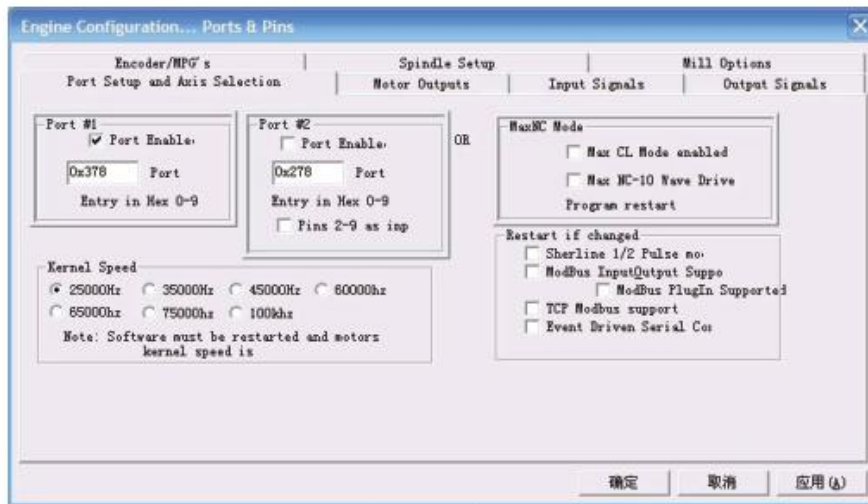 Engine Configuration... Ports & Pins
Encoder/MPG's
Spindle Setup
Mill Options
Port Setup and Axis Selection
Motor Outputs
Input Signals
Output Signals
Port #1
Port Enable.
0x378 Port
Entry in Hex 0-9
Port #2
Port Enable.
0x278 Port
Entry in Hex 0-9
Pins 2-9 as inp
OR
MaxNC Mode
Max CL Mode enabled
Max NC-10 Wave Drive
Program restart
Restart if changed
Sherline 1/2 Pulse mo
ModBus InputOutput Suppo
ModBus PlugIn Supported
TCP Modbus support
Event Driven Serial Co
Kernel Speed
25000Hz 35000Hz 45000Hz 60000hz
65000hz 75000hz 100khz
Note: Software must be restarted and motors
kernel speed is
确定
取消
应用(A)